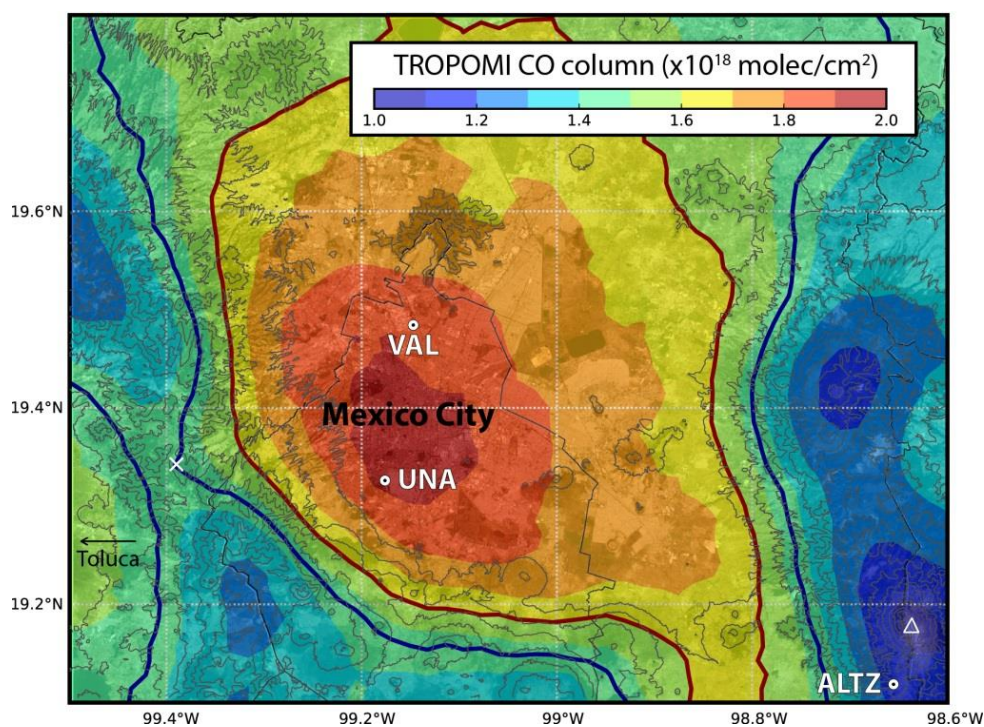 TROPOMI CO column (x10¹⁸ molec/cm²)
1.0 1.2 1.4 1.6 1.8 2.0
19.6°N
VAL
19.4°N
Mexico City
UNA
Toluca
19.2°N
ALTZ
99.4°W 99.2°W 99°W 98.8°W 98.6°W